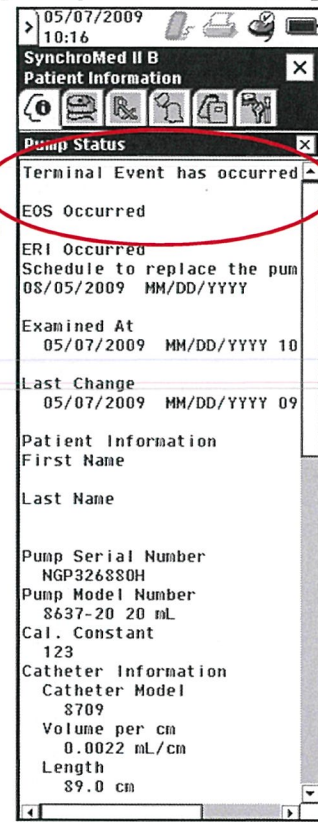 05/07/2009
10:16
SynchroMed II B
Patient Information
Rx
Pump Status
Terminal Event has occurred
EOS Occurred
ERI Occurred
Schedule to replace the pum
08/05/2009 MM/DD/YYYY
Examined At
05/07/2009 MM/DD/YYYY 10
Last Change
05/07/2009 MM/DD/YYYY 09
Patient Information
First Name
Last Name
Pump Serial Number
NGP326880H
Pump Model Number
8637-20 20 mL
Cal. Constant
123
Catheter Information
Catheter Model
8709
Volume per cm
0.0022 mL/cm
Length
89.0 cm